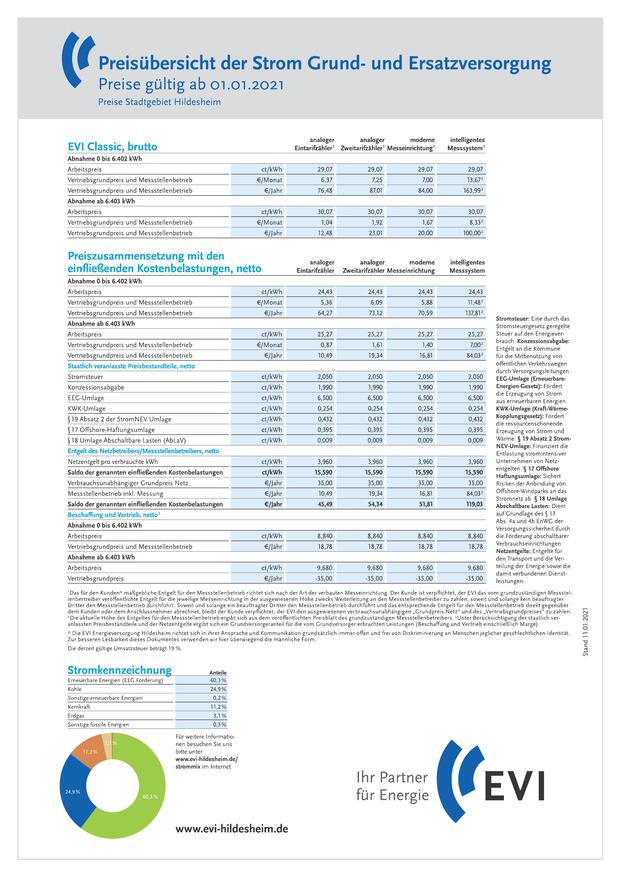 Preisübersicht der Strom Grund- und Ersatzversorgung
Preise gültig ab 01.01.2021
Preise Stadtgebiet Hildesheim
EVI Classic, brutto analoger Eintarifzähler¹ analoger Zweitarifzähler¹ moderne Messeinrichtung¹ intelligentes Messsystem¹
Abnahme 0 bis 6.402 kWh
Arbeitspreis ct/kWh 29,07 29,07 29,07 29,07
Vertriebsgrundpreis und Messstellenbetrieb €/Monat 6,37 7,25 7,00 13,67²
Vertriebsgrundpreis und Messstellenbetrieb €/Jahr 76,48 87,01 84,00 163,99²
Abnahme ab 6.403 kWh
Arbeitspreis ct/kWh 30,07 30,07 30,07 30,07
Vertriebsgrundpreis und Messstellenbetrieb €/Monat 1,04 1,92 1,67 8,33²
Vertriebsgrundpreis und Messstellenbetrieb €/Jahr 12,48 23,01 20,00 100,00²
Preiszusammensetzung mit den
einfließenden Kostenbelastungen, netto analoger Eintarifzähler analoger Zweitarifzähler moderne Messeinrichtung intelligentes Messsystem
Abnahme 0 bis 6.402 kWh
Arbeitspreis ct/kWh 24,43 24,43 24,43 24,43
Vertriebsgrundpreis und Messstellenbetrieb €/Monat 5,36 6,09 5,88 11,48²
Vertriebsgrundpreis und Messstellenbetrieb €/Jahr 64,27 73,12 70,59 137,81²
Abnahme ab 6.403 kWh
Arbeitspreis ct/kWh 25,27 25,27 25,27 25,27
Vertriebsgrundpreis und Messstellenbetrieb €/Monat 0,87 1,61 1,40 7,00²
Vertriebsgrundpreis und Messstellenbetrieb €/Jahr 10,49 19,34 16,81 84,03²
Staatlich veranlasste Preisbestandteile, netto
Stromsteuer ct/kWh 2,050 2,050 2,050 2,050
Konzessionsabgabe ct/kWh 1,990 1,990 1,990 1,990
EEG-Umlage ct/kWh 6,500 6,500 6,500 6,500
KWK-Umlage ct/kWh 0,254 0,254 0,254 0,254
§ 19 Absatz 2 der StromNEV Umlage ct/kWh 0,432 0,432 0,432 0,432
§ 17 Offshore-Haftungsumlage ct/kWh 0,395 0,395 0,395 0,395
§ 18 Umlage Abschaltbare Lasten (AbLaV) ct/kWh 0,009 0,009 0,009 0,009
Entgelt des Netzbetreibers/Messstellenbetreibers, netto
Netzentgelt pro verbrauchte kWh ct/kWh 3,960 3,960 3,960 3,960
Saldo der genannten einfließenden Kostenbelastungen ct/kWh 15,590 15,590 15,590 15,590
Verbrauchsunabhängiger Grundpreis Netz €/Jahr 35,00 35,00 35,00 35,00
Messstellenbetrieb inkl. Messung €/Jahr 10,49 19,34 16,81 84,03²
Saldo der genannten einfließenden Kostenbelastungen €/Jahr 45,49 54,34 51,81 119,03
Beschaffung und Vertrieb, netto³
Abnahme 0 bis 6.402 kWh
Arbeitspreis ct/kWh 8,840 8,840 8,840 8,840
Vertriebsgrundpreis und Messstellenbetrieb €/Jahr 18,78 18,78 18,78 18,78
Abnahme ab 6.403 kWh
Arbeitspreis ct/kWh 9,680 9,680 9,680 9,680
Vertriebsgrundpreis €/Jahr -35,00 -35,00 -35,00 -35,00
Stromsteuer: Eine durch das
Stromsteuergesetz geregelte
Steuer auf den Energiever-
brauch. Konzessionsabgabe:
Entgelt an die Kommune
für die Mitbenutzung von
öffentlichen Verkehrswegen
durch Versorgungsleitungen.
EEG-Umlage (Erneuerbare-
Energien-Gesetz): Fördert
die Erzeugung von Strom
aus erneuerbaren Energien.
KWK-Umlage (Kraft-Wärme-
Kopplungsgesetz): Fördert
die ressourcenschonende
Erzeugung von Strom und
Wärme. § 19 Absatz 2 Strom-
NEV-Umlage: Finanziert die
Entlastung stromintensiver
Unternehmen von Netz-
entgelten. § 17 Offshore
Haftungsumlage: Sichert
Risiken der Anbindung von
Offshore-Windparks an das
Stromnetz ab. § 18 Umlage
Abschaltbare Lasten: Dient
auf Grundlage des § 13
Abs. 4a und 4b EnWG der
Versorgungssicherheit durch
die Förderung abschaltbarer
Verbrauchseinrichtungen.
Netzentgelte: Entgelte für
den Transport und die Ver-
teilung der Energie sowie die
damit verbundenen Dienst-
leistungen.
¹Das für den Kunden* maßgebliche Entgelt für den Messstellenbetrieb richtet sich nach der Art der verbauten Messeinrichtung. Der Kunde ist verpflichtet, der EVI das vom grundzuständigen Messstel-
lenbetreiber veröffentlichte Entgelt für die jeweilige Messeinrichtung in der ausgewiesenen Höhe zwecks Weiterleitung an den Messstellenbetreiber zu zahlen, soweit und solange kein beauftragter
Dritter den Messstellenbetrieb durchführt. Soweit und solange ein beauftragter Dritter den Messstellenbetrieb durchführt und das entsprechende Entgelt für den Messstellenbetrieb direkt gegenüber
dem Kunden oder dem Anschlussnehmer abrechnet, bleibt der Kunde verpflichtet, der EVI den ausgewiesenen verbrauchsunabhängigen „Grundpreis Netz“ und des „Vertriebsgrundpreises“ zu zahlen.
²Die aktuelle Höhe des Entgeltes für den Messstellenbetrieb ergibt sich aus dem veröffentlichten Preisblatt des grundzuständigen Messstellenbetreibers. ³Unter Berücksichtigung der staatlich ver-
anlassten Preisbestandteile und der Netzentgelte ergibt sich ein Grundversorgeranteil für die vom Grundversorger erbrachten Leistungen (Beschaffung und Vertrieb einschließlich Marge).
* Die EVI Energieversorgung Hildesheim richtet sich in ihrer Ansprache und Kommunikation grundsätzlich immer offen und frei von Diskriminierung an Menschen jeglicher geschlechtlichen Identität.
Zur besseren Lesbarkeit dieses Dokumentes verwenden wir hier überwiegend die männliche Form.
Die derzeit gültige Umsatzsteuer beträgt 19 %.
Stand 11.01.2021
Stromkennzeichnung Anteile
Erneuerbare Energien (EEG Förderung) 60,3 %
Kohle 24,9 %
Sonstige erneuerbare Energien 0,2 %
Kernkraft 11,2 %
Erdgas 3,1 %
Sonstige fossile Energien 0,3 %
Für weitere Informatio-
nen besuchen Sie uns
bitte unter
www.evi-hildesheim.de/
strommix im Internet.
11,2 %
24,9 %
60,3 %
www.evi-hildesheim.de
Ihr Partner
für Energie
EVI